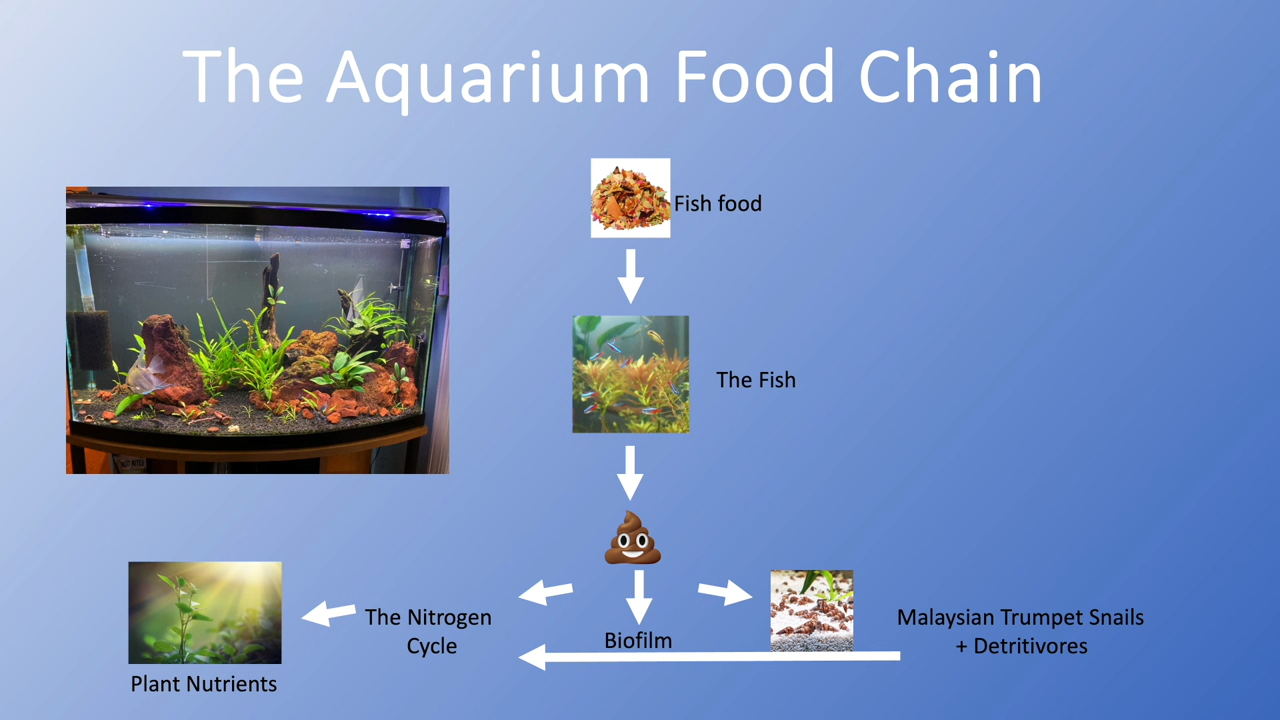 The Aquarium Food Chain
Fish food
The Fish
The Nitrogen
Cycle
Biofilm
Malaysian Trumpet Snails
+ Detritivores
Plant Nutrients